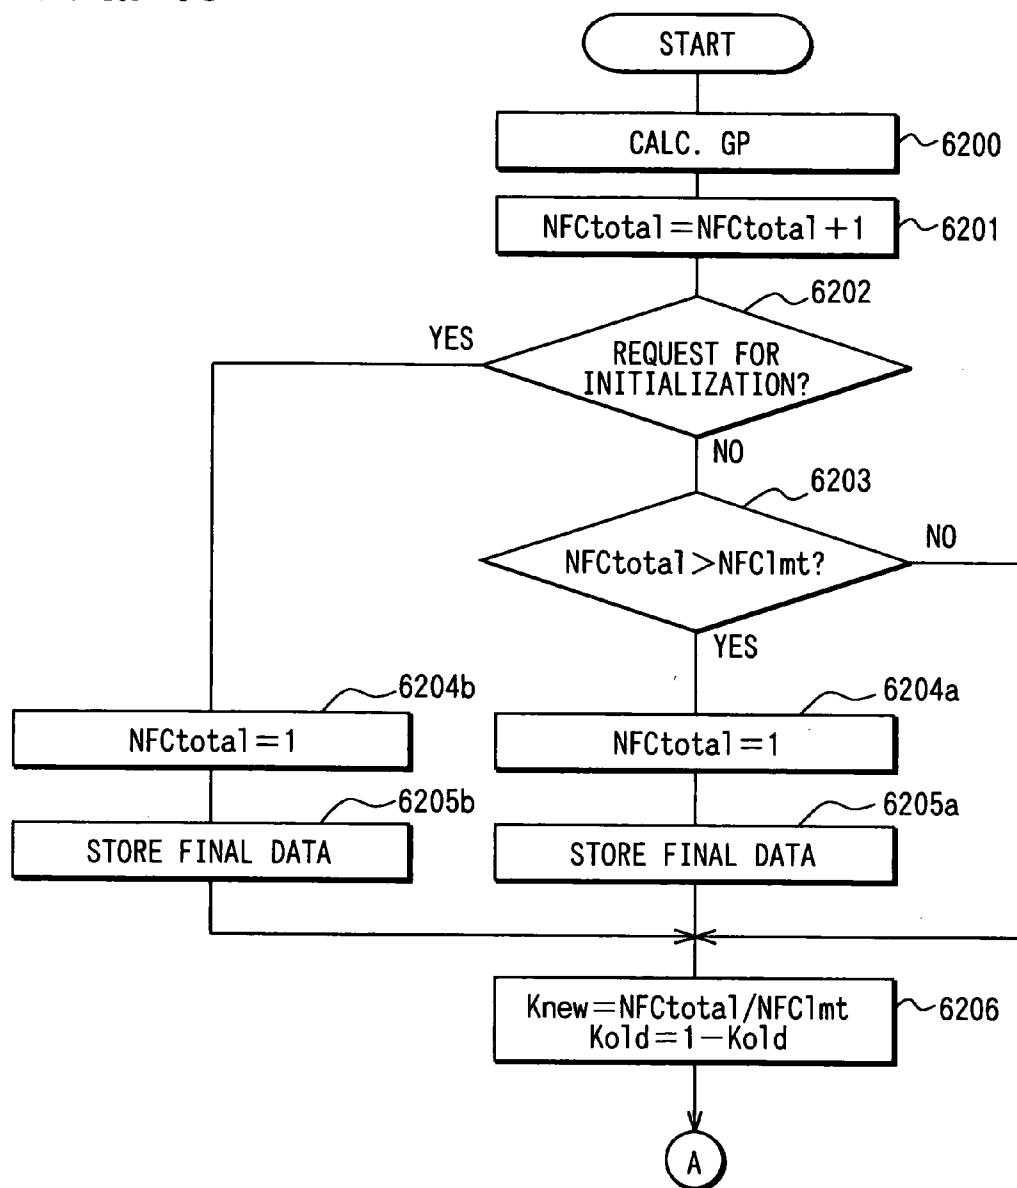 START
CALC. GP
6200
NFCtotal=NFCtotal+1
6201
6202
YES
REQUEST FOR
INITIALIZATION?
NO
6203
NFCtotal>NFClmt?
NO
YES
6204b
6204a
NFCtotal=1
NFCtotal=1
6205b
6205a
STORE FINAL DATA
STORE FINAL DATA
Knew=NFCtotal/NFClmt
Kold=1-Kold
6206
A